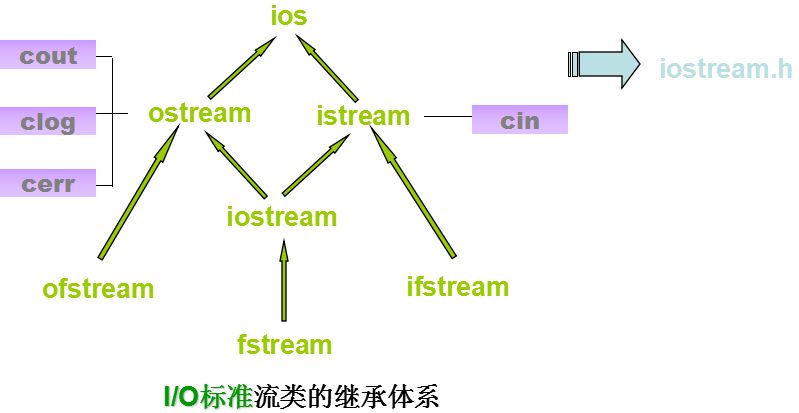 ios
cout
iostream.h
ostream
istream
clog
cin
cerr
iostream
ofstream
ifstream
fstream
I/O标准流类的继承体系